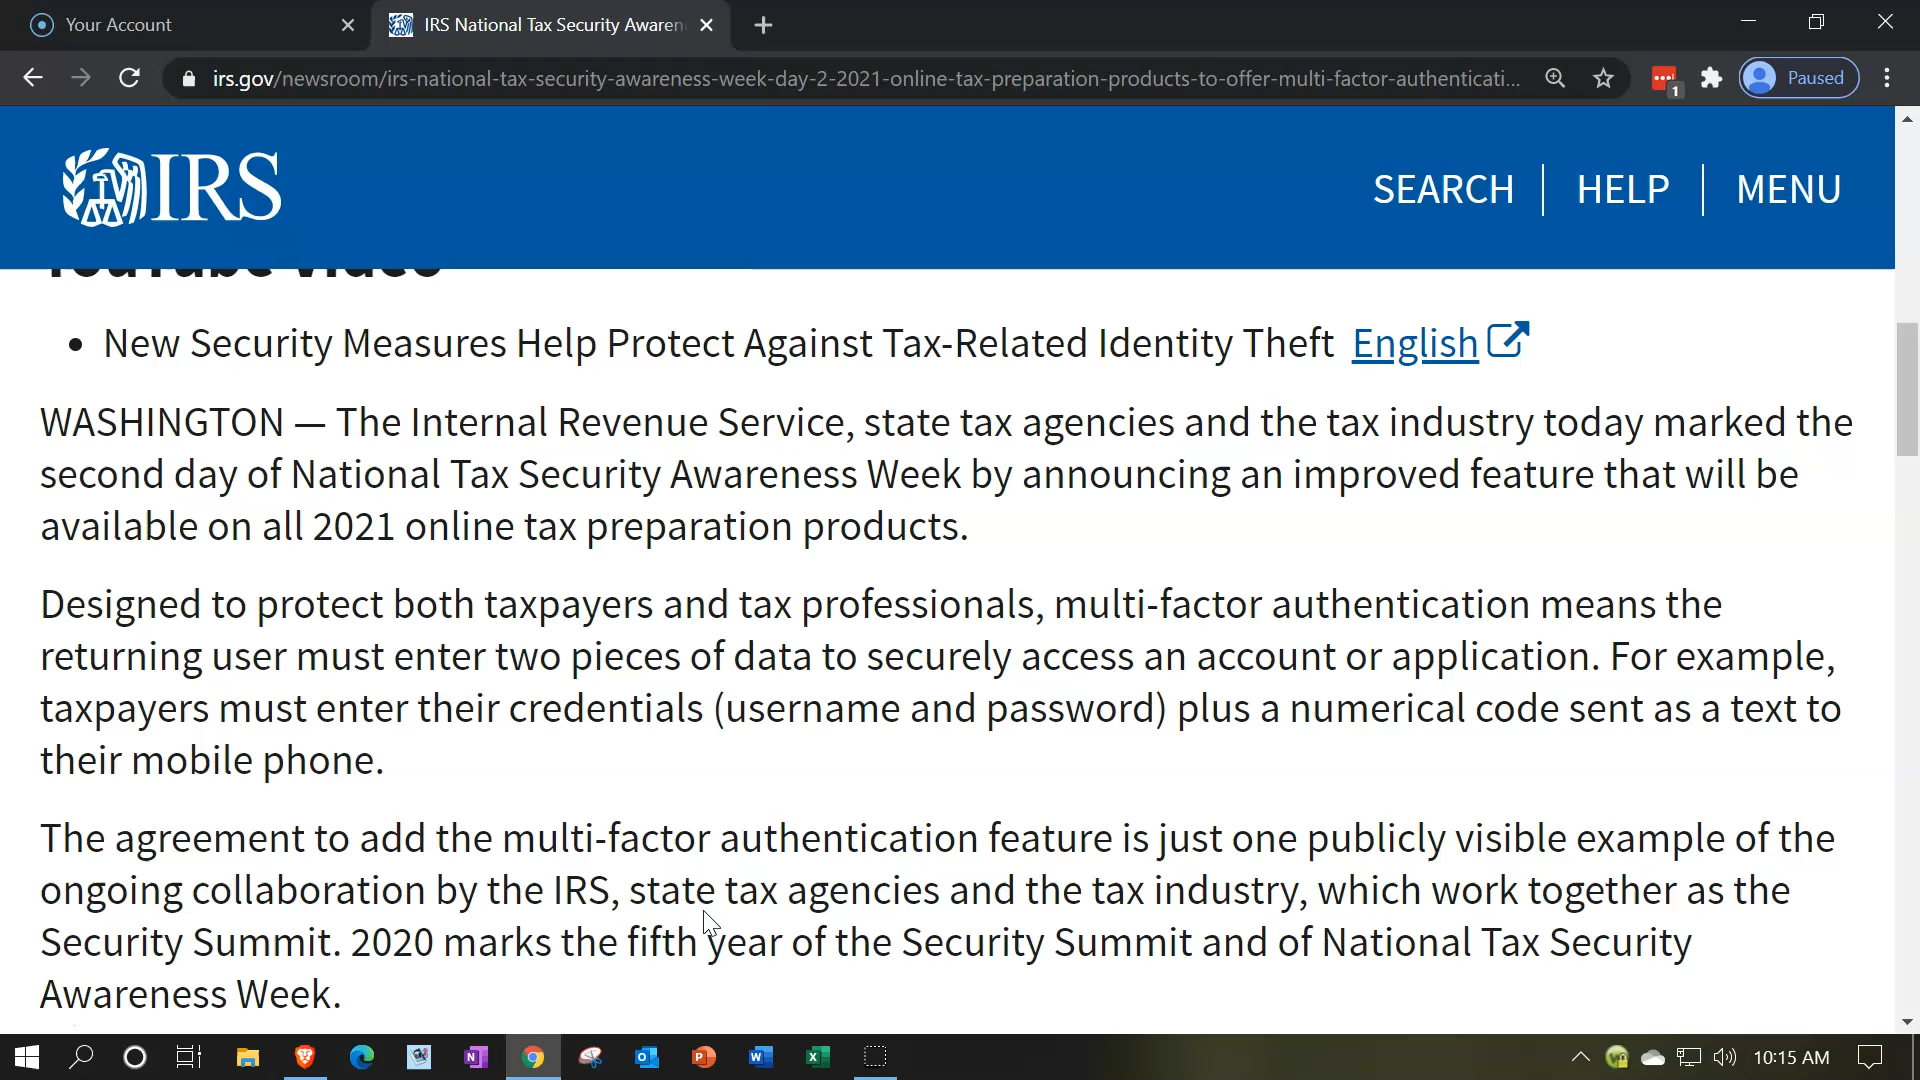 Your Account
IRS National Tax Security Awaren
irs.gov/newsroom/irs-national-tax-security-awareness-week-day-2-2021-online-tax-preparation-products-to-offer-multi-factor-authenticati...
1
Paused
IRS
SEARCH
HELP
MENU
YouTube Video
• New Security Measures Help Protect Against Tax-Related Identity Theft English
WASHINGTON — The Internal Revenue Service, state tax agencies and the tax industry today marked the
second day of National Tax Security Awareness Week by announcing an improved feature that will be
available on all 2021 online tax preparation products.
Designed to protect both taxpayers and tax professionals, multi-factor authentication means the
returning user must enter two pieces of data to securely access an account or application. For example,
taxpayers must enter their credentials (username and password) plus a numerical code sent as a text to
their mobile phone.
The agreement to add the multi-factor authentication feature is just one publicly visible example of the
ongoing collaboration by the IRS, state tax agencies and the tax industry, which work together as the
Security Summit. 2020 marks the fifth year of the Security Summit and of National Tax Security
Awareness Week.
10:15 AM